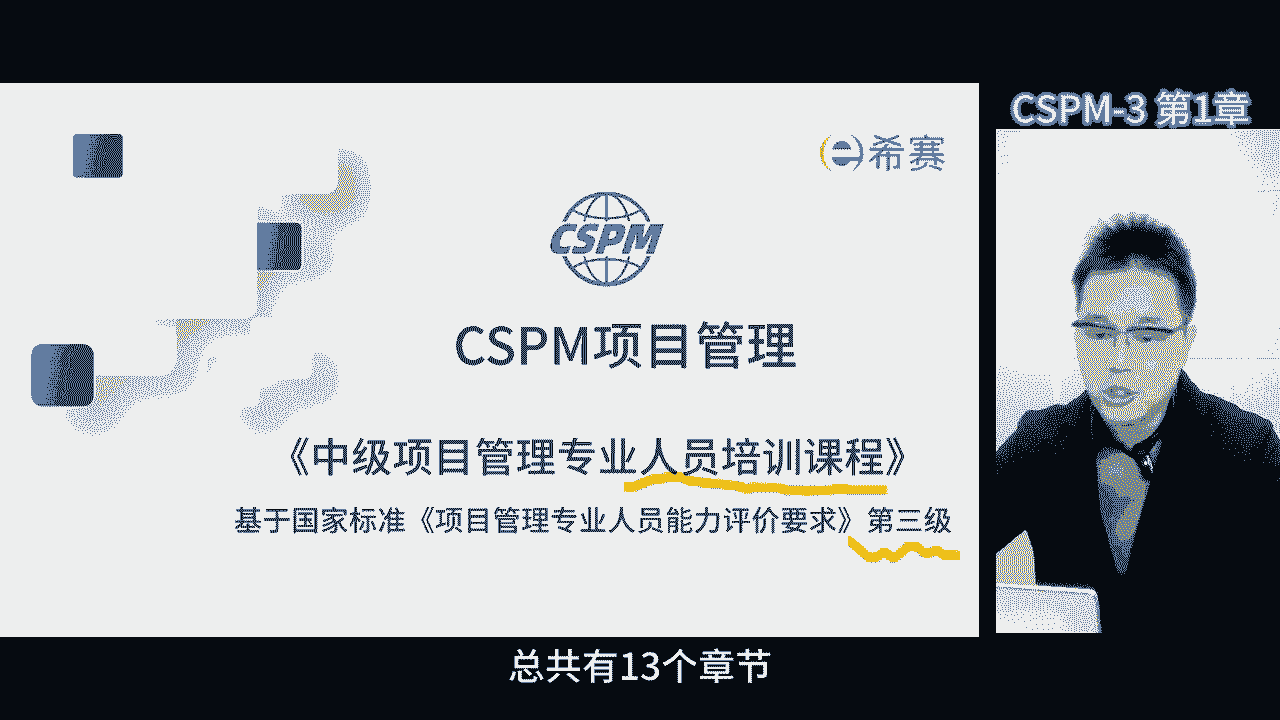 CSPM-3 第1章
希赛
CSPM
CSPM项目管理
《中级项目管理专业人员培训课程》
基于国家标准《项目管理专业人员能力评价要求》第三级
总共有13个章节